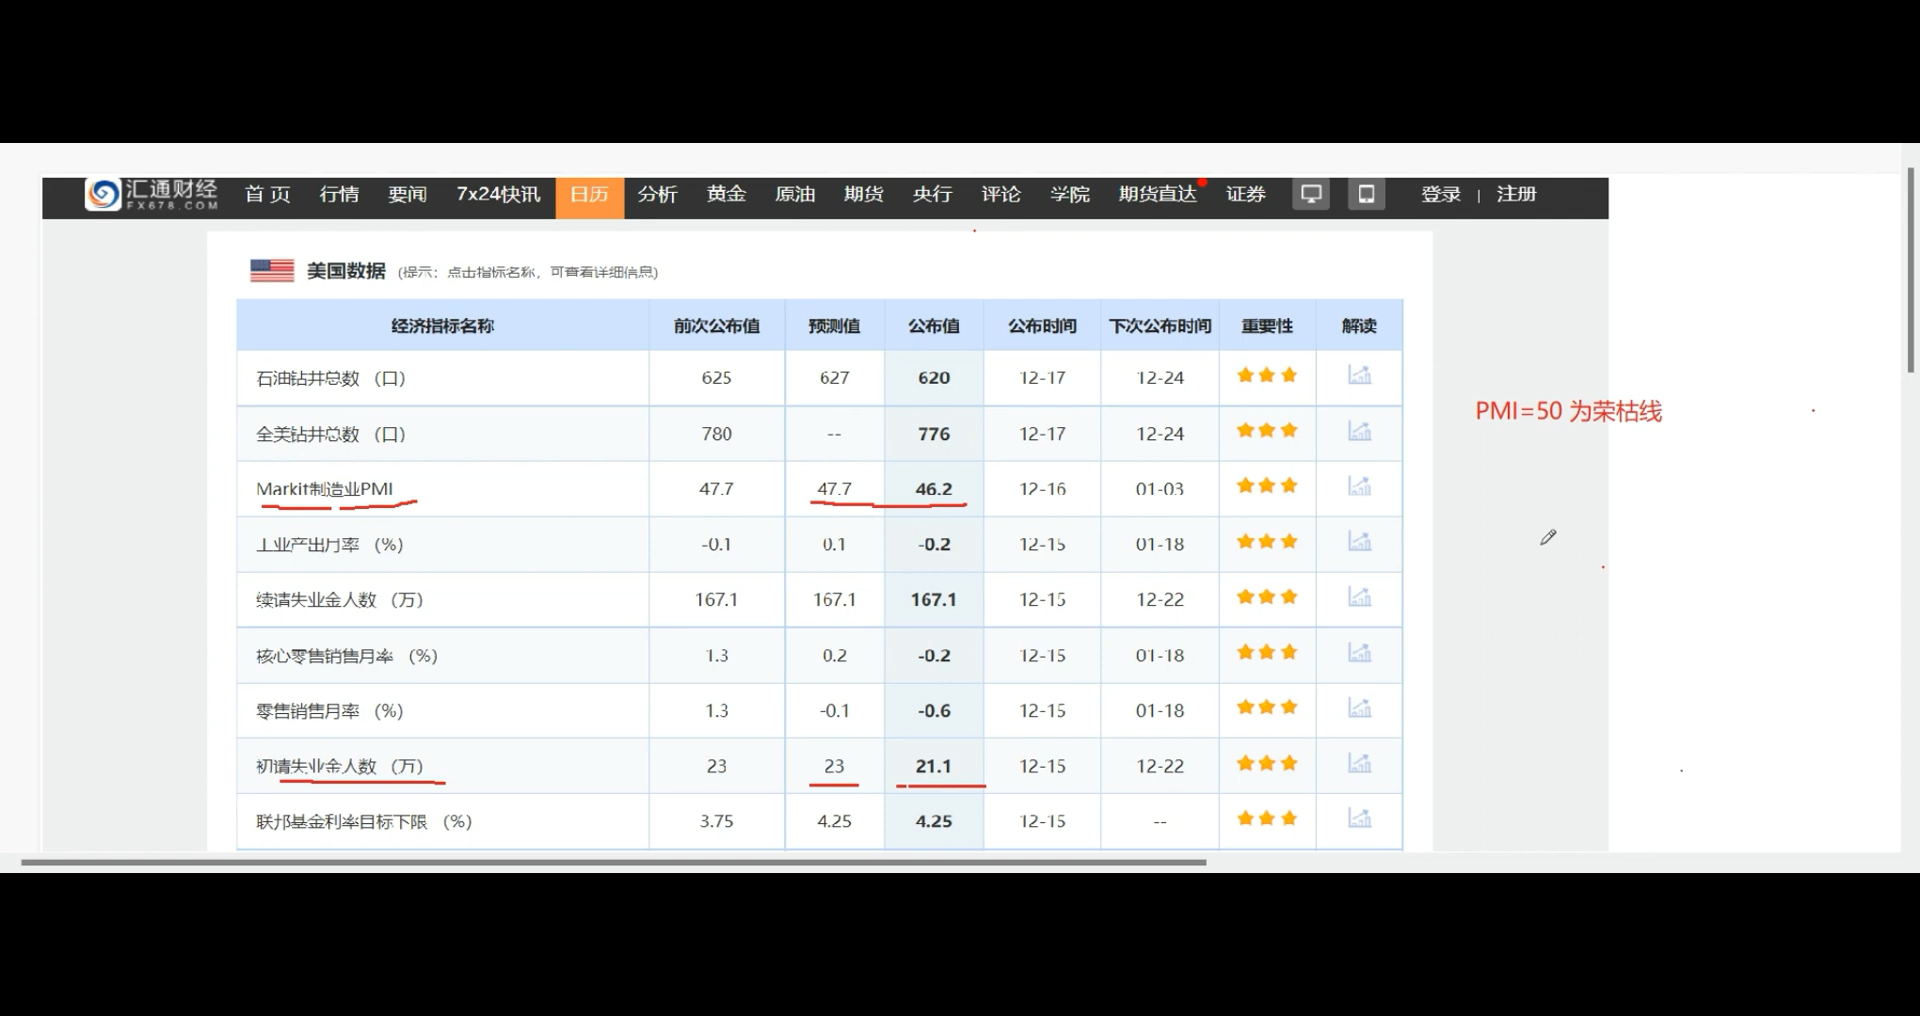 汇通财经 FX678.COM 首 页 行情 要闻 7x24快讯 日历 分析 黄金 原油 期货 央行 评论 学院 期货直达 证券 登录 | 注册
美国数据 (提示：点击指标名称，可查看详细信息)
经济指标名称 前次公布值 预测值 公布值 公布时间 下次公布时间 重要性 解读
石油钻井总数 （口） 625 627 620 12-17 12-24
全美钻井总数 （口） 780 -- 776 12-17 12-24
PMI=50 为荣枯线
Markit制造业PMI 47.7 47.7 46.2 12-16 01-03
工业产出月率 （%） -0.1 0.1 -0.2 12-15 01-18
续请失业金人数 （万） 167.1 167.1 167.1 12-15 12-22
核心零售销售月率 （%） 1.3 0.2 -0.2 12-15 01-18
零售销售月率 （%） 1.3 -0.1 -0.6 12-15 01-18
初请失业金人数 （万） 23 23 21.1 12-15 12-22
联邦基金利率目标下限 （%） 3.75 4.25 4.25 12-15 --